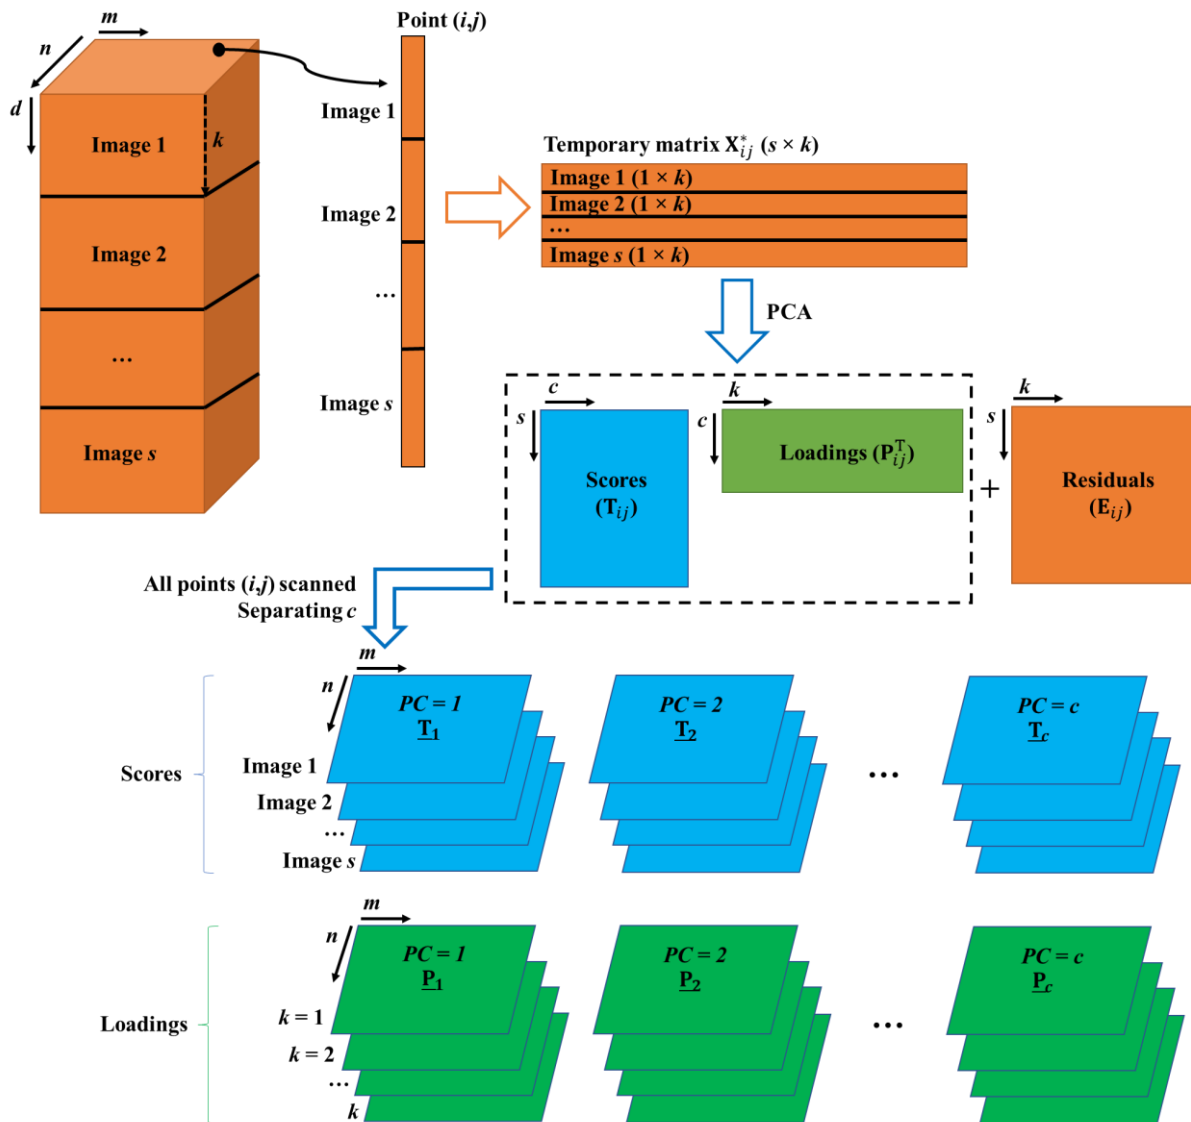 m
n
d
Image 1
k
Image 2
...
Image s
Point (i,j)
Image 1
Image 2
...
Image s
Temporary matrix X*ij (s × k)
Image 1 (1 × k)
Image 2 (1 × k)
...
Image s (1 × k)
PCA
c
s
Scores
(Tij)
k
c
Loadings (PTij)
+
k
s
Residuals
(Eij)
All points (i,j) scanned
Separating c
m
n
Scores
PC = 1
T1
Image 1
Image 2
...
Image s
PC = 2
T2
...
PC = c
Tc
m
n
Loadings
PC = 1
P1
k = 1
k = 2
...
k
PC = 2
P2
...
PC = c
Pc